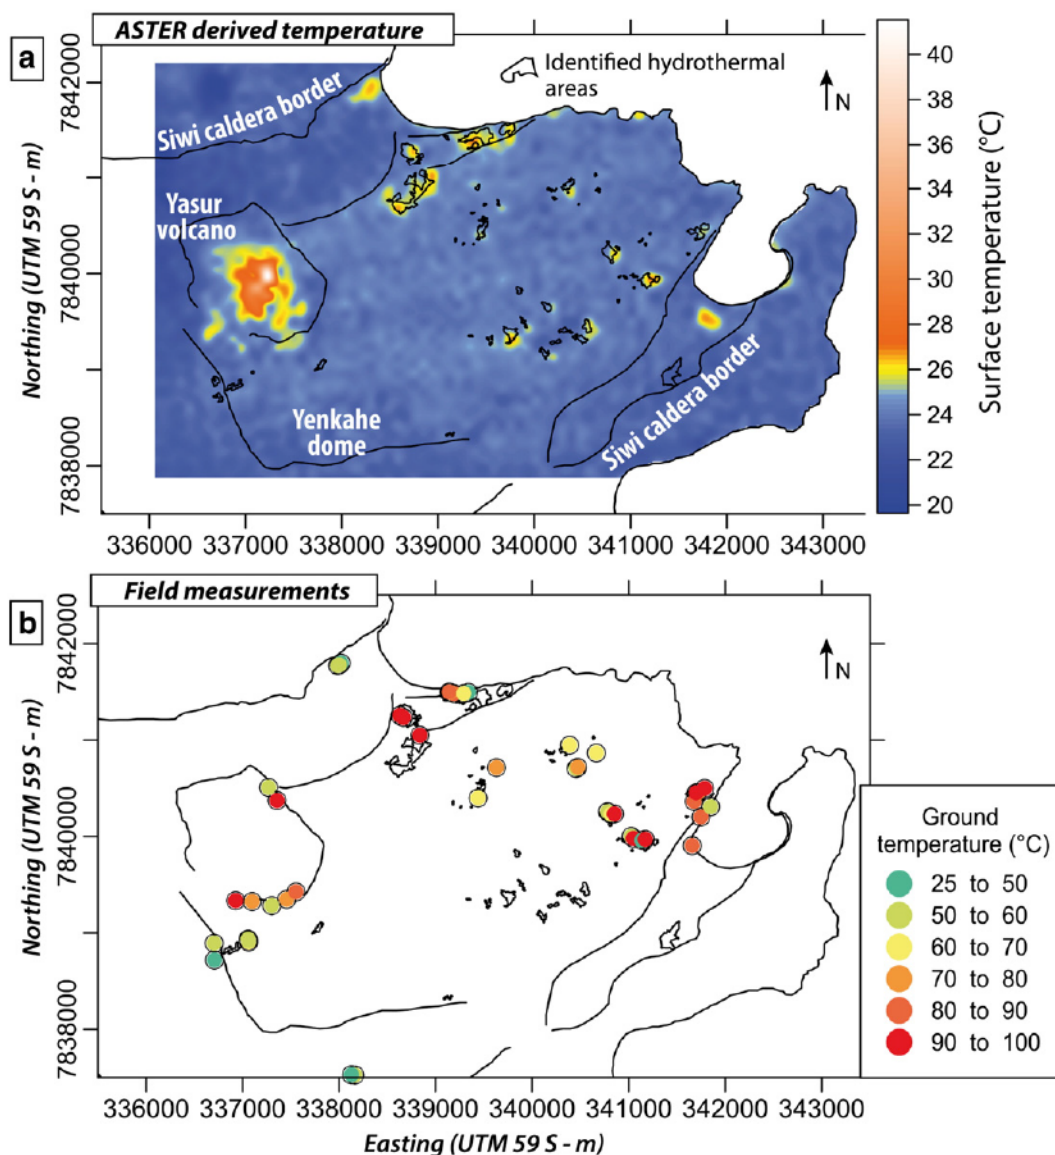 a
ASTER derived temperature
Identified hydrothermal
areas
N
Siwi caldera border
Yasur
volcano
Yenkahe
dome
Siwi caldera border
Northing (UTM 59 S - m)
7842000
7840000
7838000
336000 337000 338000 339000 340000 341000 342000 343000
40
38
36
34
32
30
28
26
24
22
20
Surface temperature (°C)
b
Field measurements
N
Northing (UTM 59 S - m)
7842000
7840000
7838000
Ground
temperature (°C)
25 to 50
50 to 60
60 to 70
70 to 80
80 to 90
90 to 100
336000 337000 338000 339000 340000 341000 342000 343000
Easting (UTM 59 S - m)